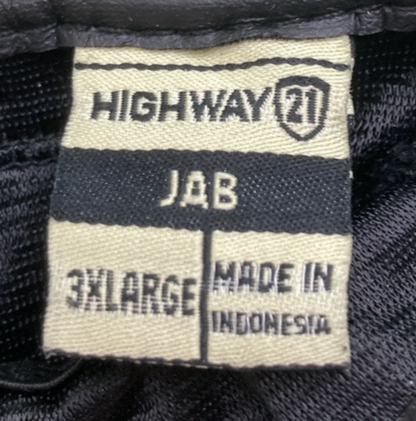 HIGHWAY 21
JAB
3XLARGE
MADE IN
INDONESIA